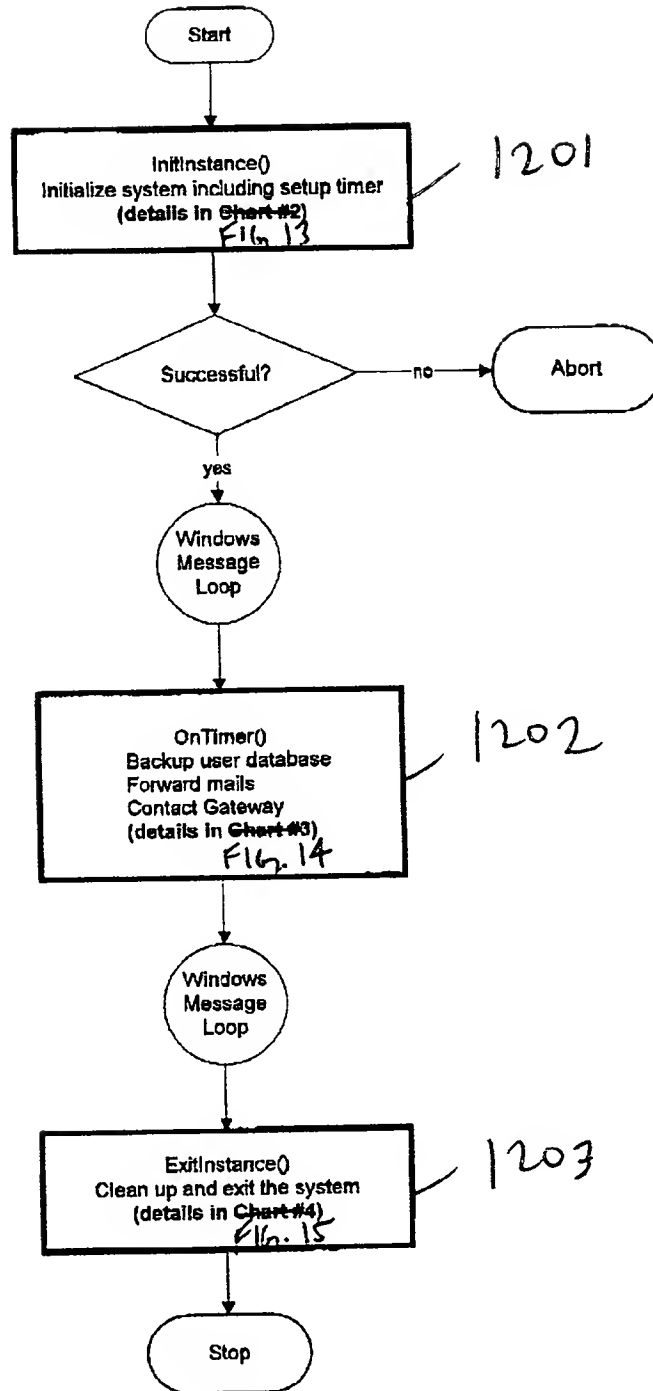 Start
InitInstance()
Initialize system including setup timer
(details in Chart #2)
FIG. 13
1201
Successful?
no
Abort
yes
Windows
Message
Loop
OnTimer()
Backup user database
Forward mails
Contact Gateway
(details in Chart #3)
FIG. 14
1202
Windows
Message
Loop
ExitInstance()
Clean up and exit the system
(details in Chart #4)
FIG. 15
1203
Stop